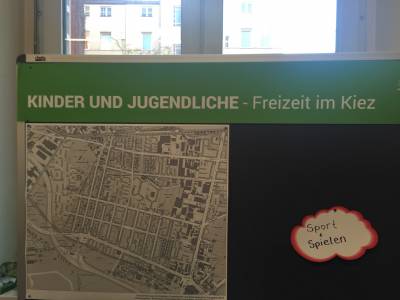 KINDER UND JUGENDLICHE - Freizeit im Kiez
Sport
+
Spielen